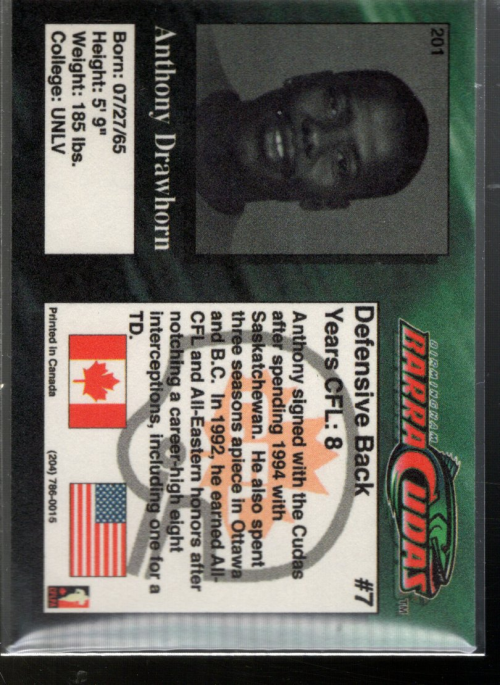 201
Anthony Drawhorn
Born: 07/27/65
Height: 5' 9"
Weight: 185 lbs.
College: UNLV
BIRMINGHAM
BARRACUDAS™
Defensive Back #7
Years CFL: 8
Anthony signed with the Cudas
after spending 1994 with
Saskatchewan. He also spent
three seasons apiece in Ottawa
and B.C. In 1992, he earned All-
CFL and All-Eastern honors after
notching a career-high eight
interceptions, including one for a
TD.
Printed in Canada
(204) 786-0015